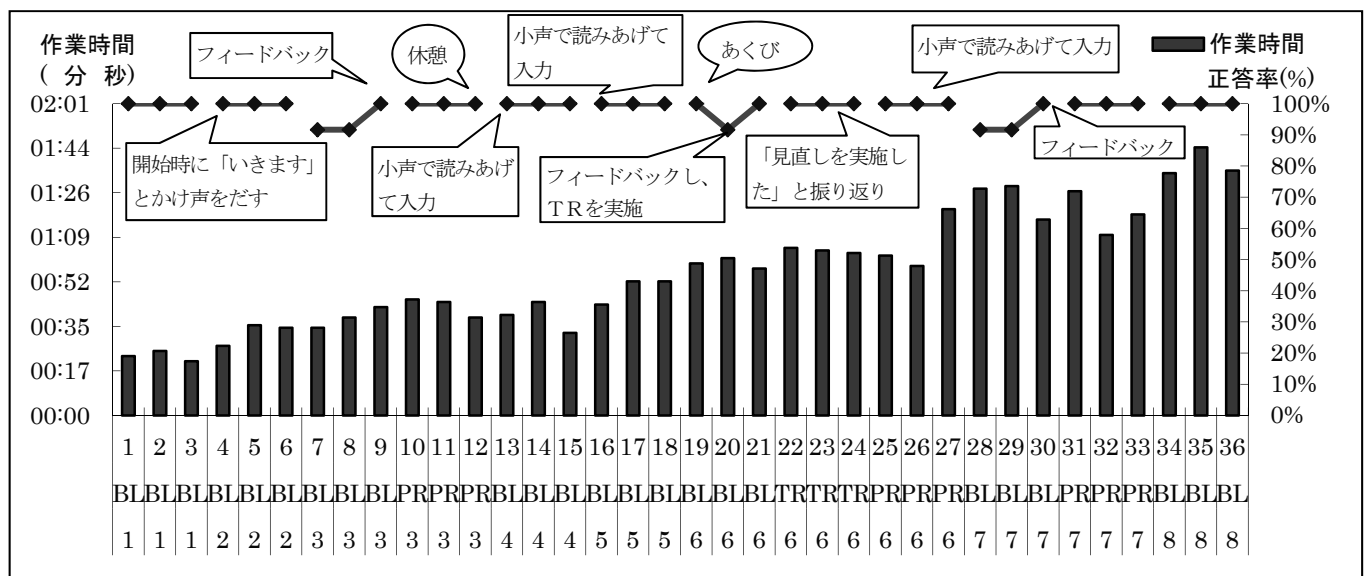 作業時間
( 分 秒)
フィードバック
休憩
小声で読みあげて
入力
あくび
小声で読みあげて入力
作業時間
正答率(%)
02:01
01:44
01:26
01:09
00:52
00:35
00:17
00:00
100%
90%
80%
70%
60%
50%
40%
30%
20%
10%
0%
開始時に「いきます」
とかけ声をだす
小声で読みあげ
て入力
フィードバックし、
ＴＲを実施
「見直しを実施し
た」と振り返り
フィードバック
1 2 3 4 5 6 7 8 9 10 11 12 13 14 15 16 17 18 19 20 21 22 23 24 25 26 27 28 29 30 31 32 33 34 35 36
BL BL BL BL BL BL BL BL BL PR PR PR BL BL BL BL BL BL BL BL BL TR TR TR PR PR PR BL BL BL PR PR PR BL BL BL
1 1 1 2 2 2 3 3 3 3 3 3 4 4 4 5 5 5 6 6 6 6 6 6 6 6 6 7 7 7 7 7 7 8 8 8